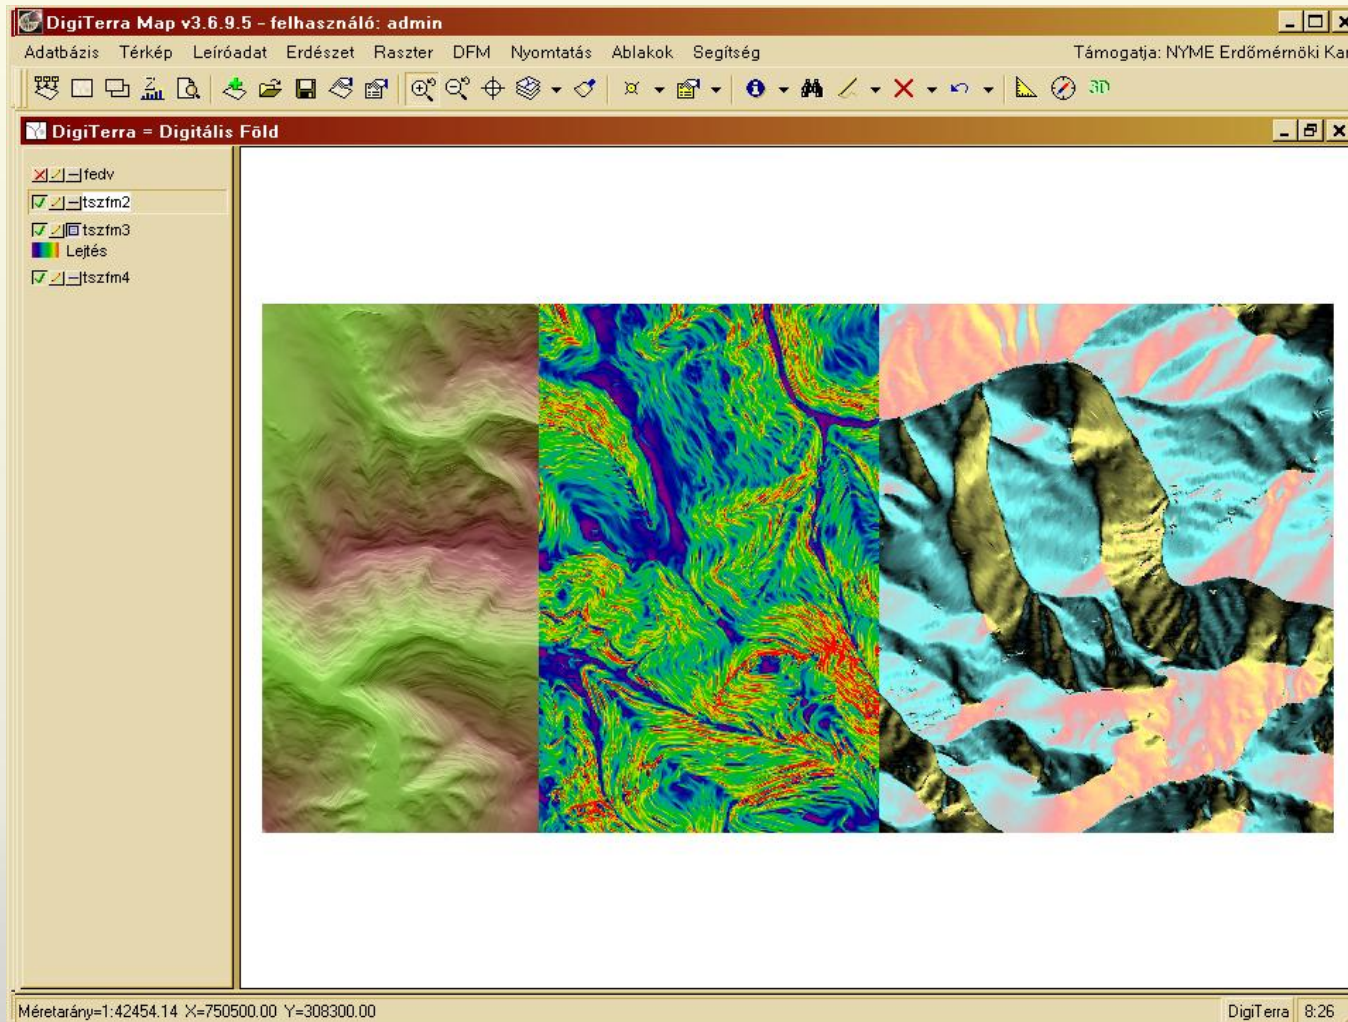 DigiTerra Map v3.6.9.5 - felhasználó: admin
Adatbázis Térkép Leíróadat Erdészet Raszter DFM Nyomtatás Ablakok Segítség Támogatja: NYME Erdőmérnöki Kar
3D
DigiTerra = Digitális Föld
fedv
tszfm2
tszfm3
Lejtés
tszfm4
Méretarány=1:42454.14 X=750500.00 Y=308300.00 DigiTerra 8:26